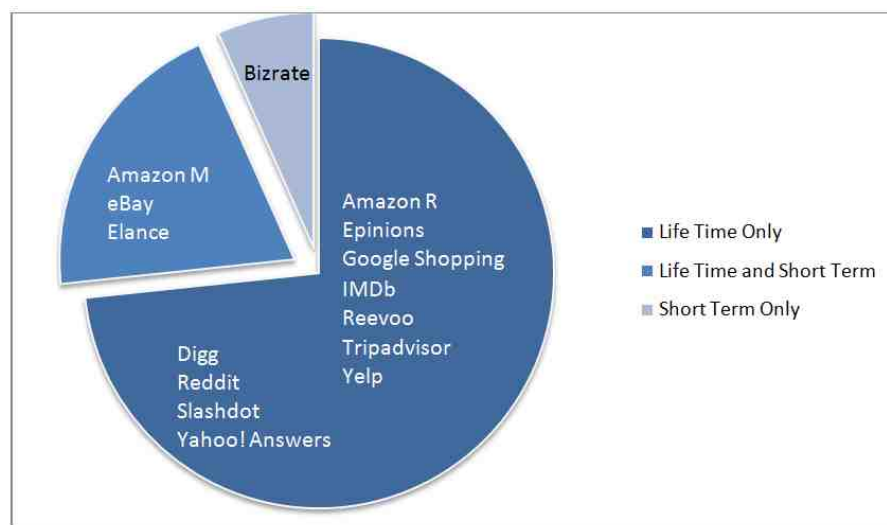 Bizrate
Amazon M
eBay
Elance
Amazon R
Epinions
Google Shopping
IMDb
Reevoo
Tripadvisor
Yelp
Digg
Reddit
Slashdot
Yahoo! Answers
Life Time Only
Life Time and Short Term
Short Term Only